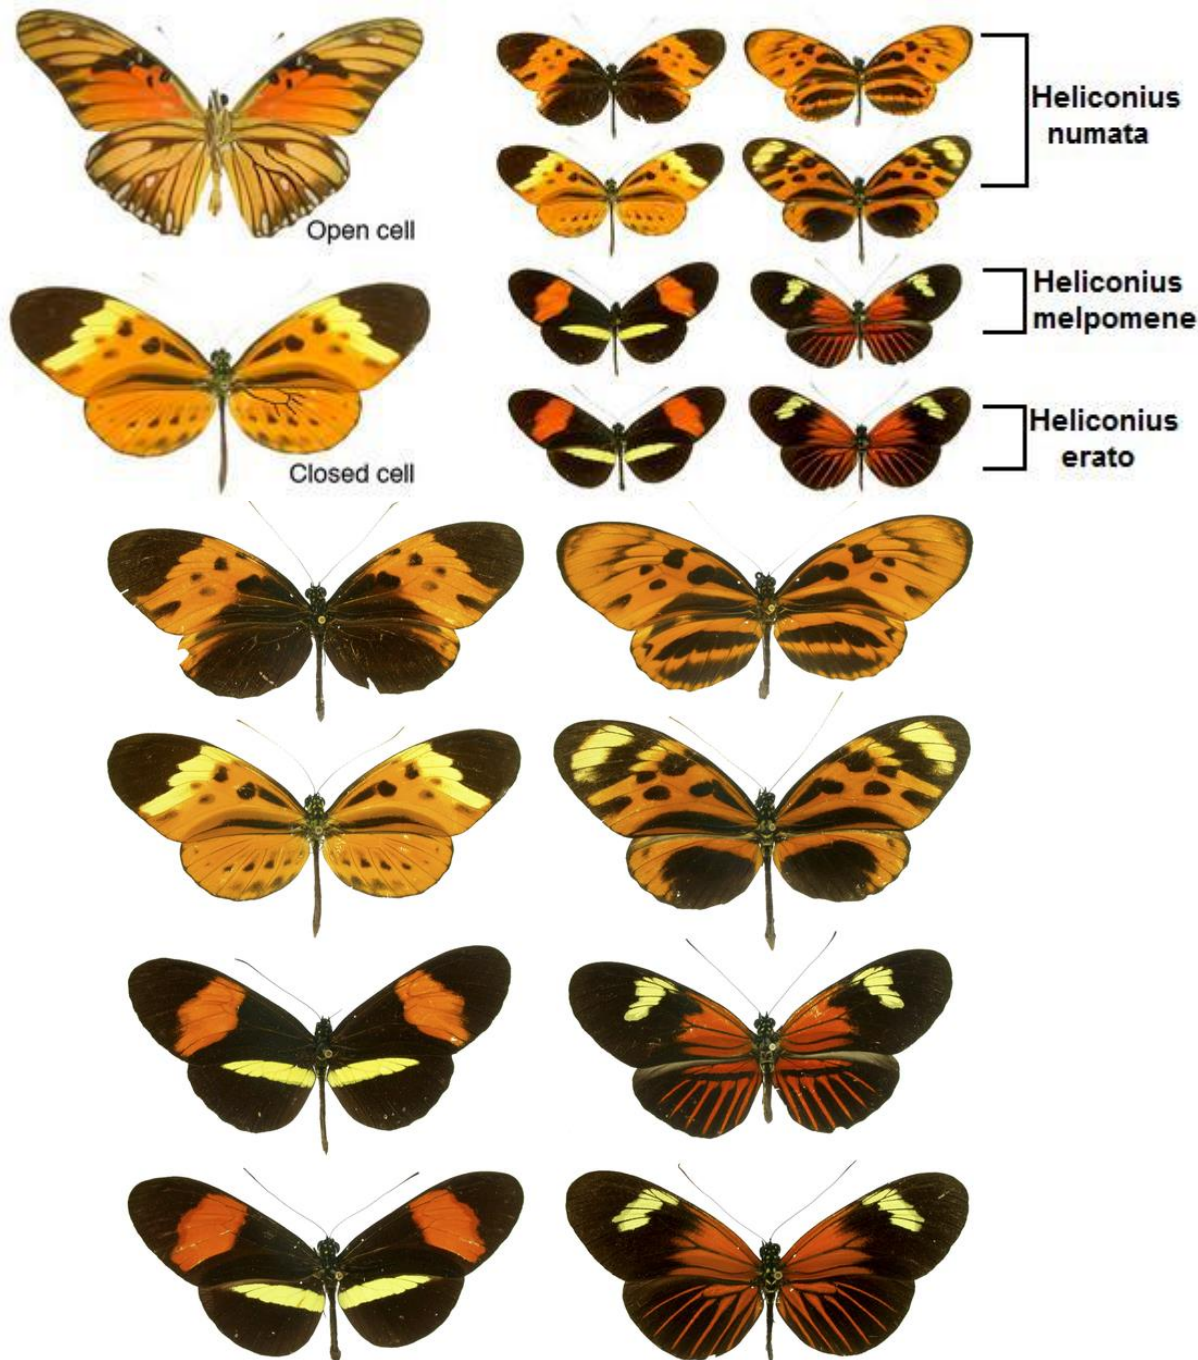 Open cell
Closed cell
Heliconius
numata
Heliconius
melpomene
Heliconius
erato